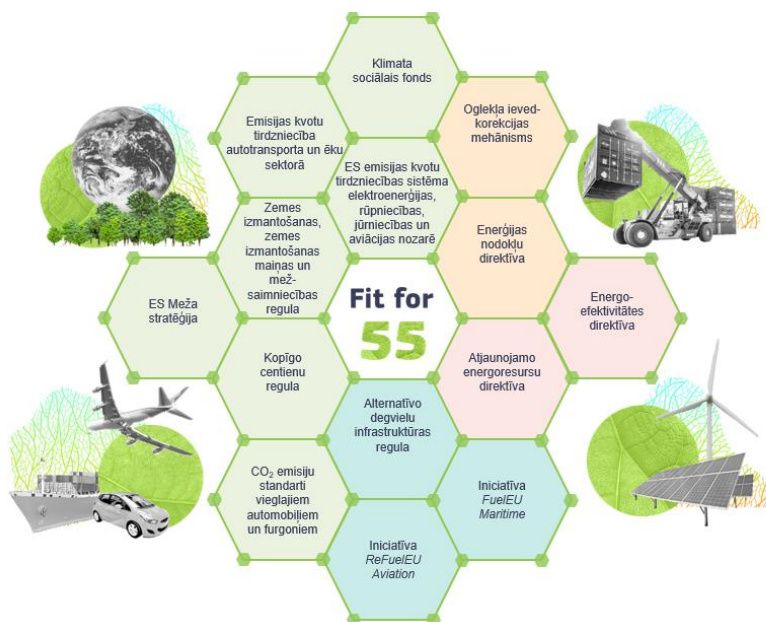 Klimata
sociālais fonds
Emisijas kvotu
tirdzniecība
autotransporta un ēku
sektorā
Oglekļa ieved-
korekcijas
mehānisms
ES emisijas kvotu
tirdzniecības sistēma
elektroenerģijas,
rūpniecības,
jūrniecības un
aviācijas nozarē
Zemes
izmantošanas,
zemes
izmantošanas
maiņas un
mež-
saimniecības
regula
Enerģijas
nodokļu
direktīva
ES Meža
stratēģija
Fit for
55
Energo-
efektivitātes
direktīva
Kopīgo
centienu
regula
Atjaunojamo
energoresursu
direktīva
Alternatīvo
degvielu
infrastruktūras
regula
CO₂ emisiju
standarti
vieglajiem
automobiļiem
un furgoniem
Iniciatīva
FuelEU
Maritime
Iniciatīva
ReFuelEU
Aviation